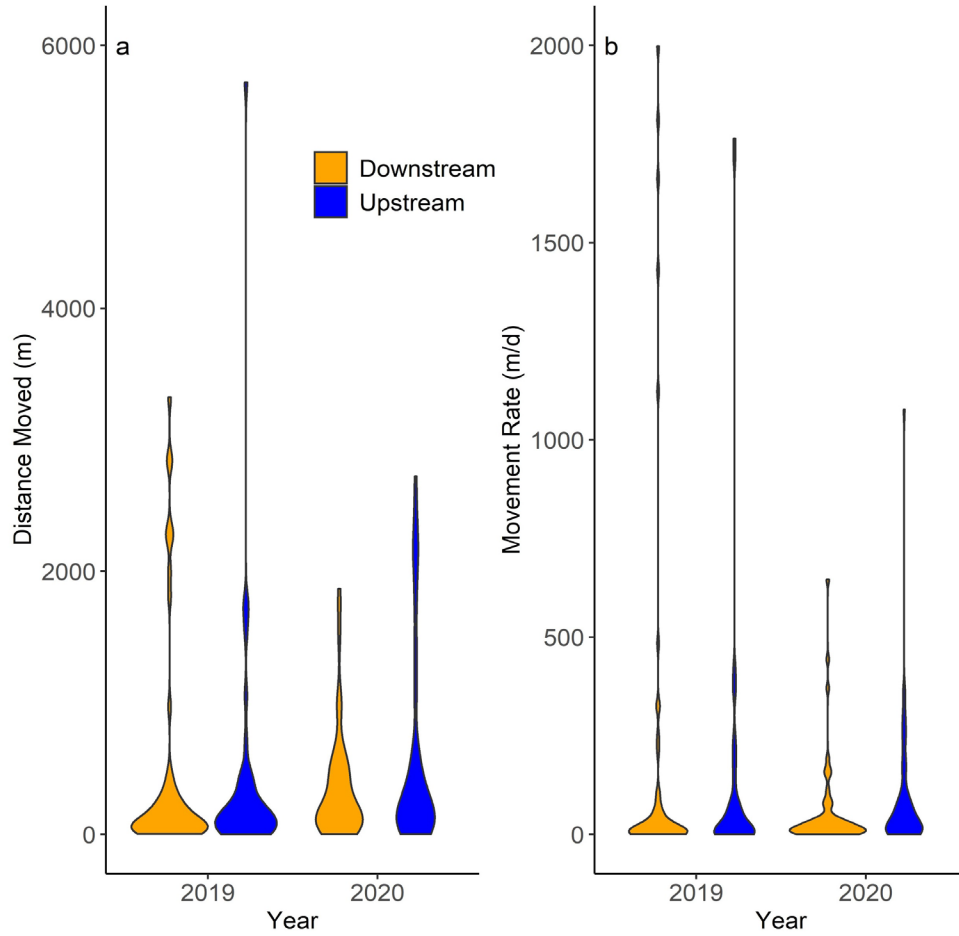 a
6000
4000
2000
0
Distance Moved (m)
Downstream
Upstream
2019
2020
Year
b
2000
1500
1000
500
0
Movement Rate (m/d)
2019
2020
Year